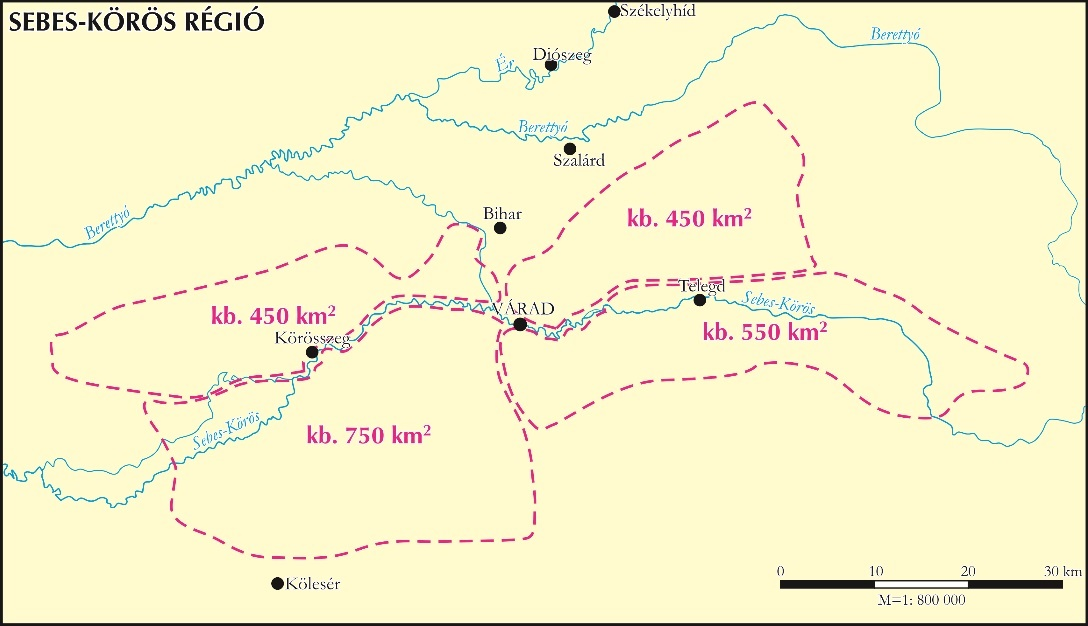 SEBES-KÖRÖS RÉGIÓ
Székelyhíd
Berettyó
Diószeg
Ér
Berettyó
Szalárd
Berettyó
Bihar
kb. 450 km²
Telegd
Sebes-Körös
VÁRAD
kb. 450 km²
kb. 550 km²
Körösszeg
Sebes-Körös
kb. 750 km²
Kölesér
0 10 20 30 km
M=1: 800 000